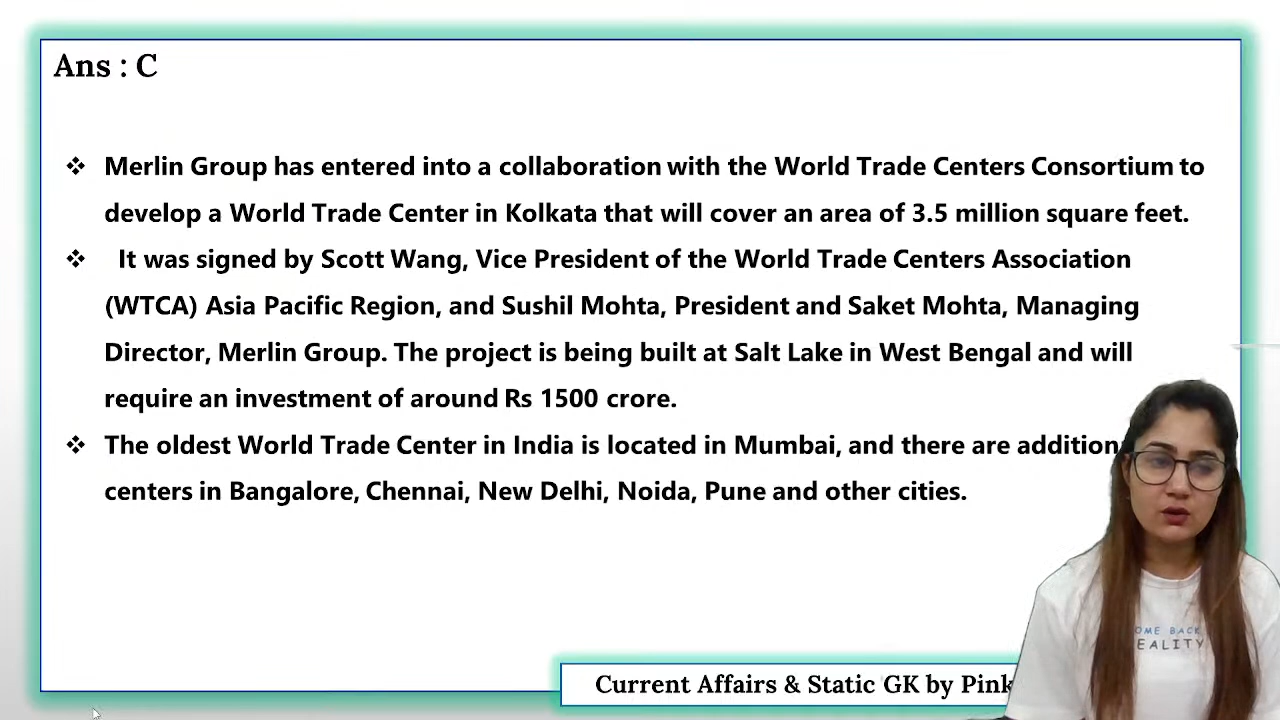 Ans : C
❖ Merlin Group has entered into a collaboration with the World Trade Centers Consortium to
develop a World Trade Center in Kolkata that will cover an area of 3.5 million square feet.
❖ It was signed by Scott Wang, Vice President of the World Trade Centers Association
(WTCA) Asia Pacific Region, and Sushil Mohta, President and Saket Mohta, Managing
Director, Merlin Group. The project is being built at Salt Lake in West Bengal and will
require an investment of around Rs 1500 crore.
❖ The oldest World Trade Center in India is located in Mumbai, and there are addition
centers in Bangalore, Chennai, New Delhi, Noida, Pune and other cities.
OME BACK
EALITY
Current Affairs & Static GK by Pink